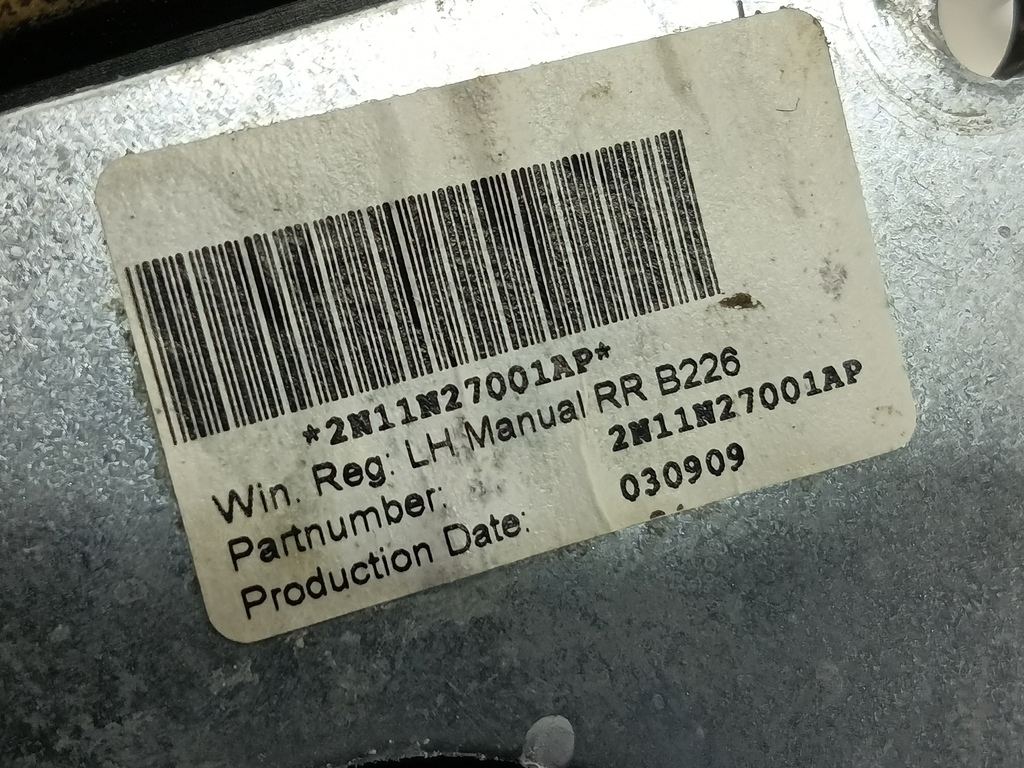 *2N11N27001AP*
Win. Reg: LH Manual RR B226
Partnumber: 2N11N27001AP
Production Date: 030909